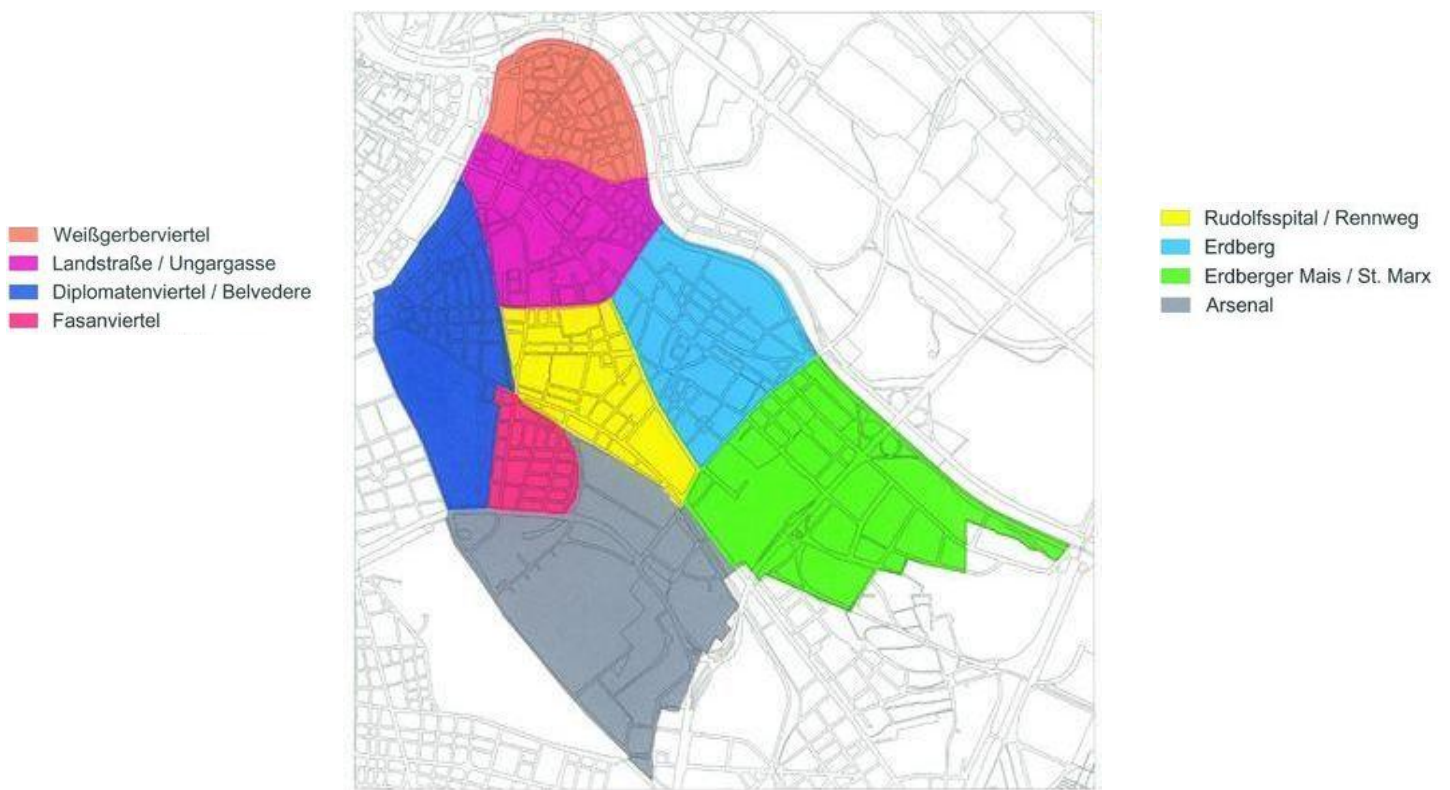 Weißgerberviertel
Landstraße / Ungargasse
Diplomatenviertel / Belvedere
Fasanviertel
Rudolfsspital / Rennweg
Erdberg
Erdberger Mais / St. Marx
Arsenal